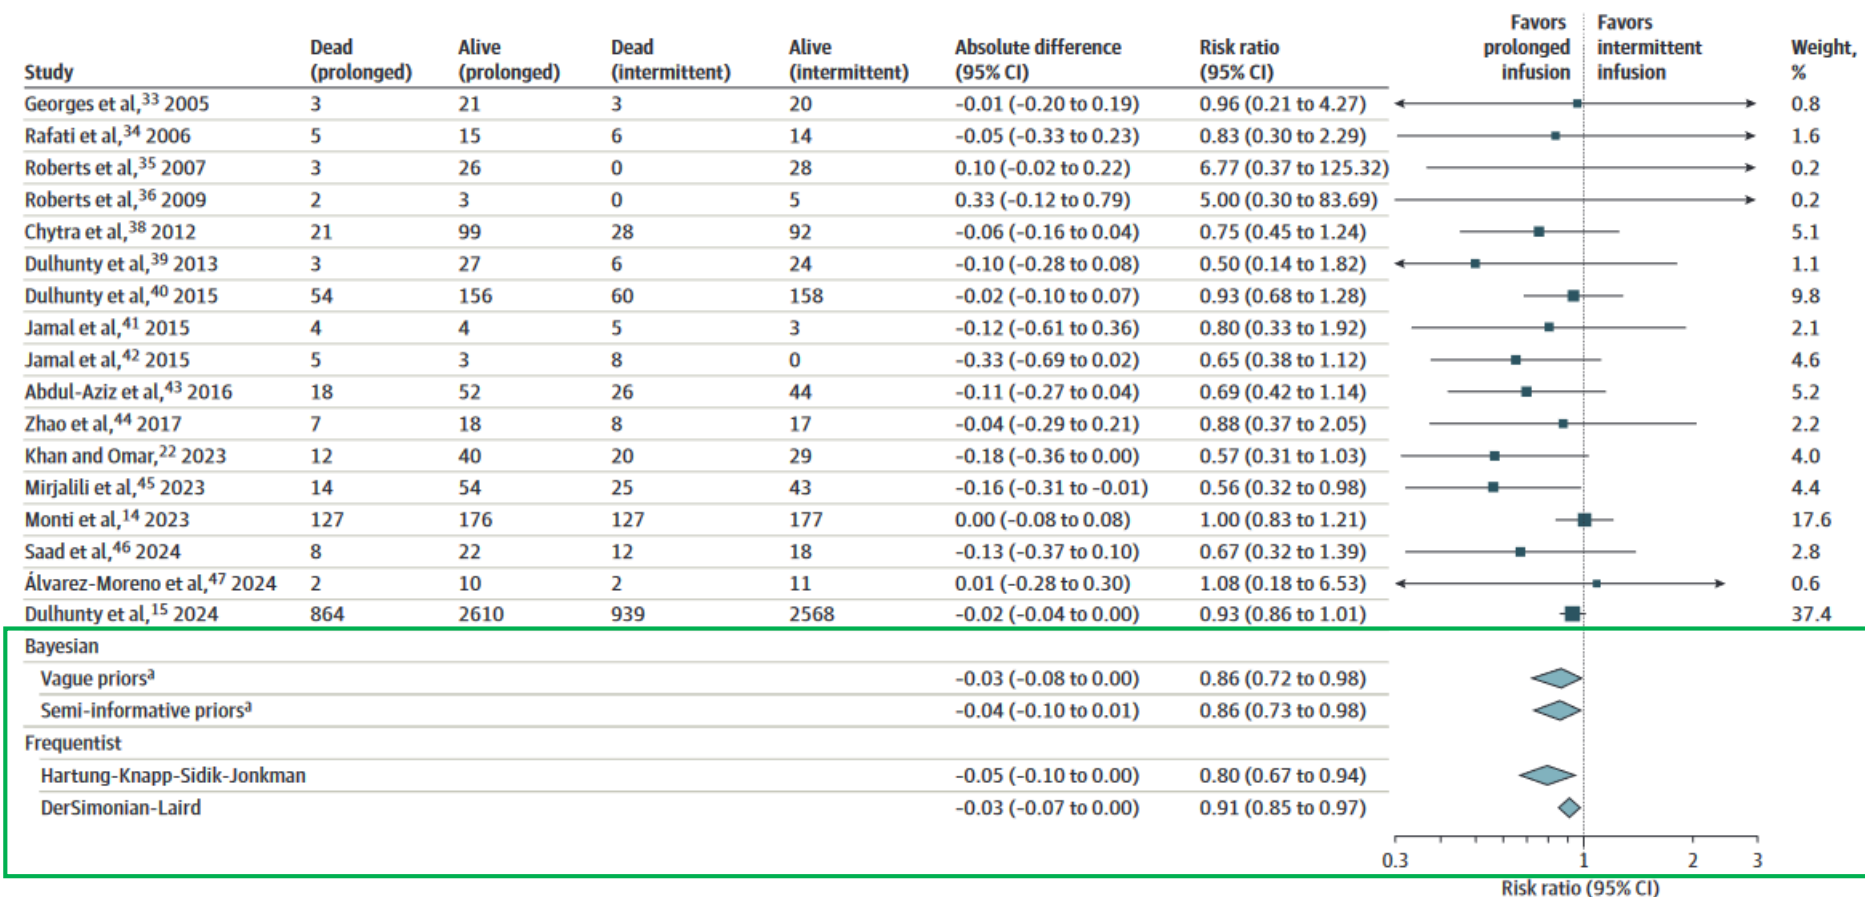 Study Dead (prolonged) Alive (prolonged) Dead (intermittent) Alive (intermittent) Absolute difference (95% CI) Risk ratio (95% CI) Favors prolonged infusion Favors intermittent infusion Weight, %
Georges et al,33 2005 3 21 3 20 -0.01 (-0.20 to 0.19) 0.96 (0.21 to 4.27) 0.8
Rafati et al,34 2006 5 15 6 14 -0.05 (-0.33 to 0.23) 0.83 (0.30 to 2.29) 1.6
Roberts et al,35 2007 3 26 0 28 0.10 (-0.02 to 0.22) 6.77 (0.37 to 125.32) 0.2
Roberts et al,36 2009 2 3 0 5 0.33 (-0.12 to 0.79) 5.00 (0.30 to 83.69) 0.2
Chytra et al,38 2012 21 99 28 92 -0.06 (-0.16 to 0.04) 0.75 (0.45 to 1.24) 5.1
Dulhunty et al,39 2013 3 27 6 24 -0.10 (-0.28 to 0.08) 0.50 (0.14 to 1.82) 1.1
Dulhunty et al,40 2015 54 156 60 158 -0.02 (-0.10 to 0.07) 0.93 (0.68 to 1.28) 9.8
Jamal et al,41 2015 4 4 5 3 -0.12 (-0.61 to 0.36) 0.80 (0.33 to 1.92) 2.1
Jamal et al,42 2015 5 3 8 0 -0.33 (-0.69 to 0.02) 0.65 (0.38 to 1.12) 4.6
Abdul-Aziz et al,43 2016 18 52 26 44 -0.11 (-0.27 to 0.04) 0.69 (0.42 to 1.14) 5.2
Zhao et al,44 2017 7 18 8 17 -0.04 (-0.29 to 0.21) 0.88 (0.37 to 2.05) 2.2
Khan and Omar,22 2023 12 40 20 29 -0.18 (-0.36 to 0.00) 0.57 (0.31 to 1.03) 4.0
Mirjalili et al,45 2023 14 54 25 43 -0.16 (-0.31 to -0.01) 0.56 (0.32 to 0.98) 4.4
Monti et al,14 2023 127 176 127 177 0.00 (-0.08 to 0.08) 1.00 (0.83 to 1.21) 17.6
Saad et al,46 2024 8 22 12 18 -0.13 (-0.37 to 0.10) 0.67 (0.32 to 1.39) 2.8
Álvarez-Moreno et al,47 2024 2 10 2 11 0.01 (-0.28 to 0.30) 1.08 (0.18 to 6.53) 0.6
Dulhunty et al,15 2024 864 2610 939 2568 -0.02 (-0.04 to 0.00) 0.93 (0.86 to 1.01) 37.4
Bayesian
Vague priorsa -0.03 (-0.08 to 0.00) 0.86 (0.72 to 0.98)
Semi-informative priorsa -0.04 (-0.10 to 0.01) 0.86 (0.73 to 0.98)
Frequentist
Hartung-Knapp-Sidik-Jonkman -0.05 (-0.10 to 0.00) 0.80 (0.67 to 0.94)
DerSimonian-Laird -0.03 (-0.07 to 0.00) 0.91 (0.85 to 0.97)
0.3 1 2 3
Risk ratio (95% CI)